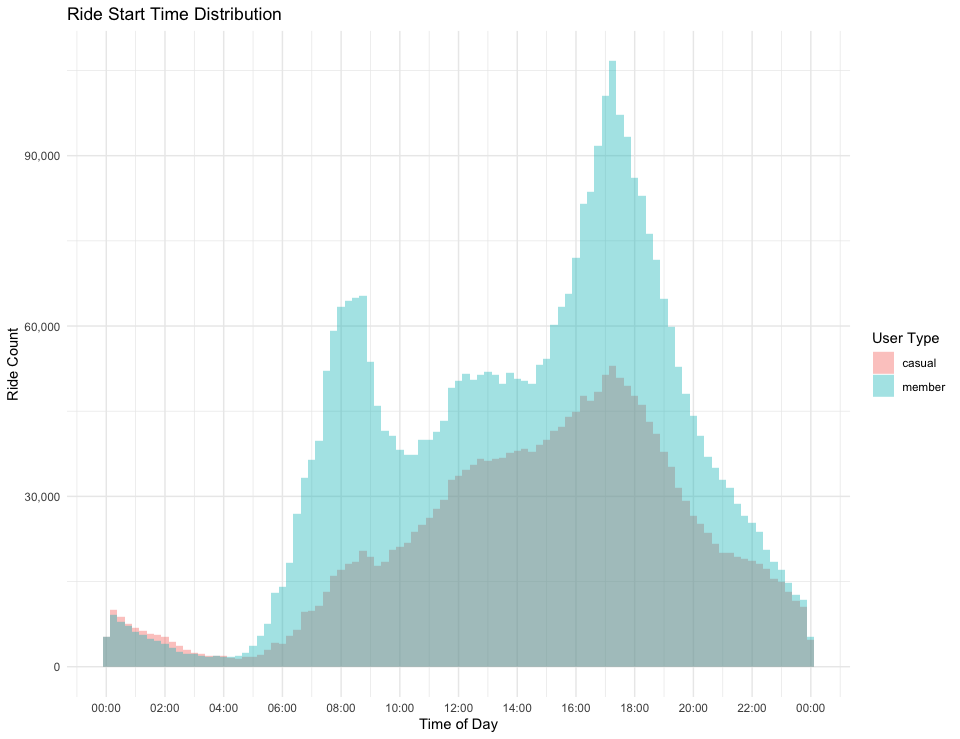 Ride Start Time Distribution
Ride Count
90,000
60,000
30,000
0
00:00 02:00 04:00 06:00 08:00 10:00 12:00 14:00 16:00 18:00 20:00 22:00 00:00
Time of Day
User Type
casual
member